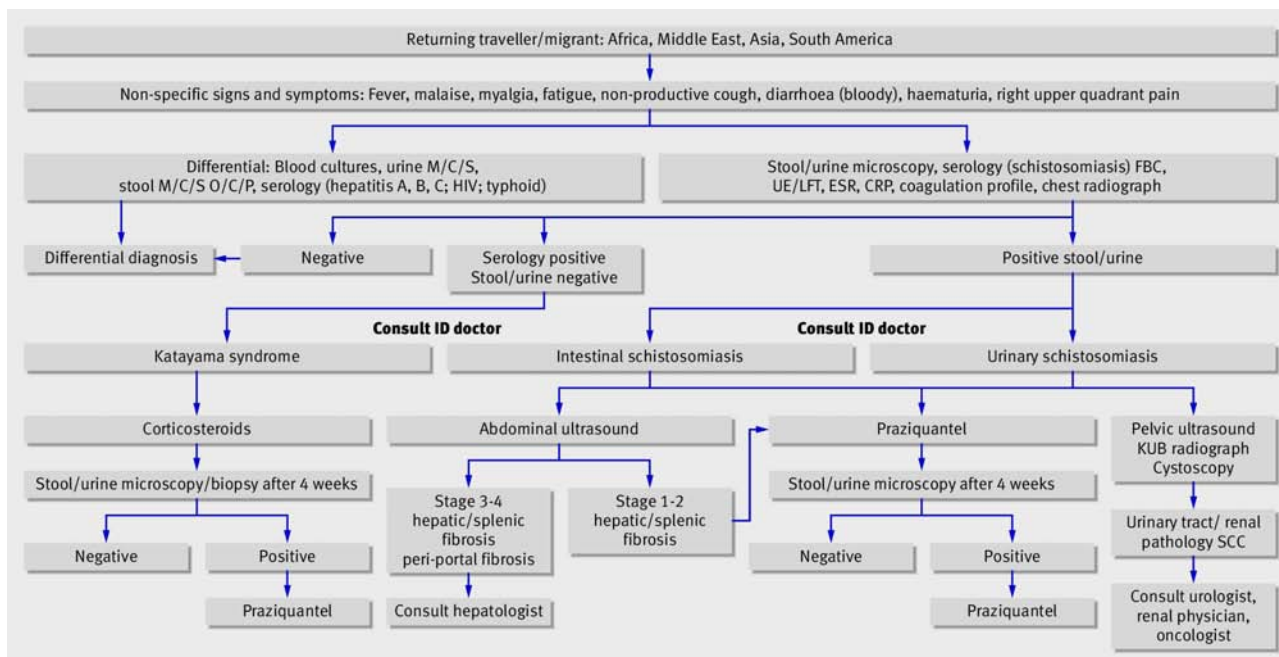 Returning traveller/migrant: Africa, Middle East, Asia, South America
Non-specific signs and symptoms: Fever, malaise, myalgia, fatigue, non-productive cough, diarrhoea (bloody), haematuria, right upper quadrant pain
Differential: Blood cultures, urine M/C/S,
stool M/C/S O/C/P, serology (hepatitis A, B, C; HIV; typhoid)
Stool/urine microscopy, serology (schistosomiasis) FBC,
UE/LFT, ESR, CRP, coagulation profile, chest radiograph
Differential diagnosis
Negative
Serology positive
Stool/urine negative
Positive stool/urine
Consult ID doctor
Consult ID doctor
Katayama syndrome
Intestinal schistosomiasis
Urinary schistosomiasis
Corticosteroids
Abdominal ultrasound
Praziquantel
Pelvic ultrasound
KUB radiograph
Cystoscopy
Stool/urine microscopy/biopsy after 4 weeks
Stage 3-4
hepatic/splenic
fibrosis
peri-portal fibrosis
Stage 1-2
hepatic/splenic
fibrosis
Stool/urine microscopy after 4 weeks
Urinary tract/ renal
pathology SCC
Negative
Positive
Negative
Positive
Praziquantel
Consult hepatologist
Praziquantel
Consult urologist,
renal physician,
oncologist